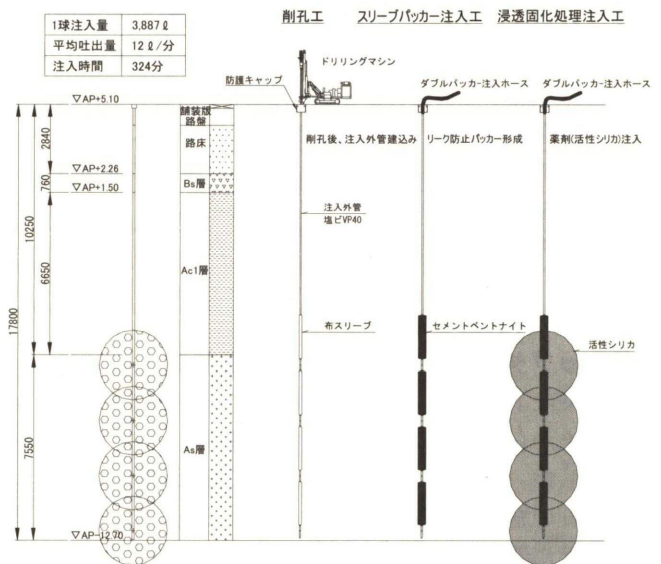 1球注入量 3,887ℓ
平均吐出量 12ℓ/分
注入時間 324分
削孔工 スリーブパッカー注入工 浸透固化処理注入工
ドリリングマシン
防護キャップ
ダブルパッカー注入ホース ダブルパッカー注入ホース
▽AP+5.10
舗装版
路盤
路床
削孔後、注入外管建込み リーク防止パッカー形成 薬剤(活性シリカ)注入
2840
▽AP+2.26
760
Bs層
▽AP+1.50
10250
注入外管
塩ビVP40
6650
Ac1層
17800
布スリーブ セメントベントナイト
活性シリカ
7550
As層
▽AP-12.70